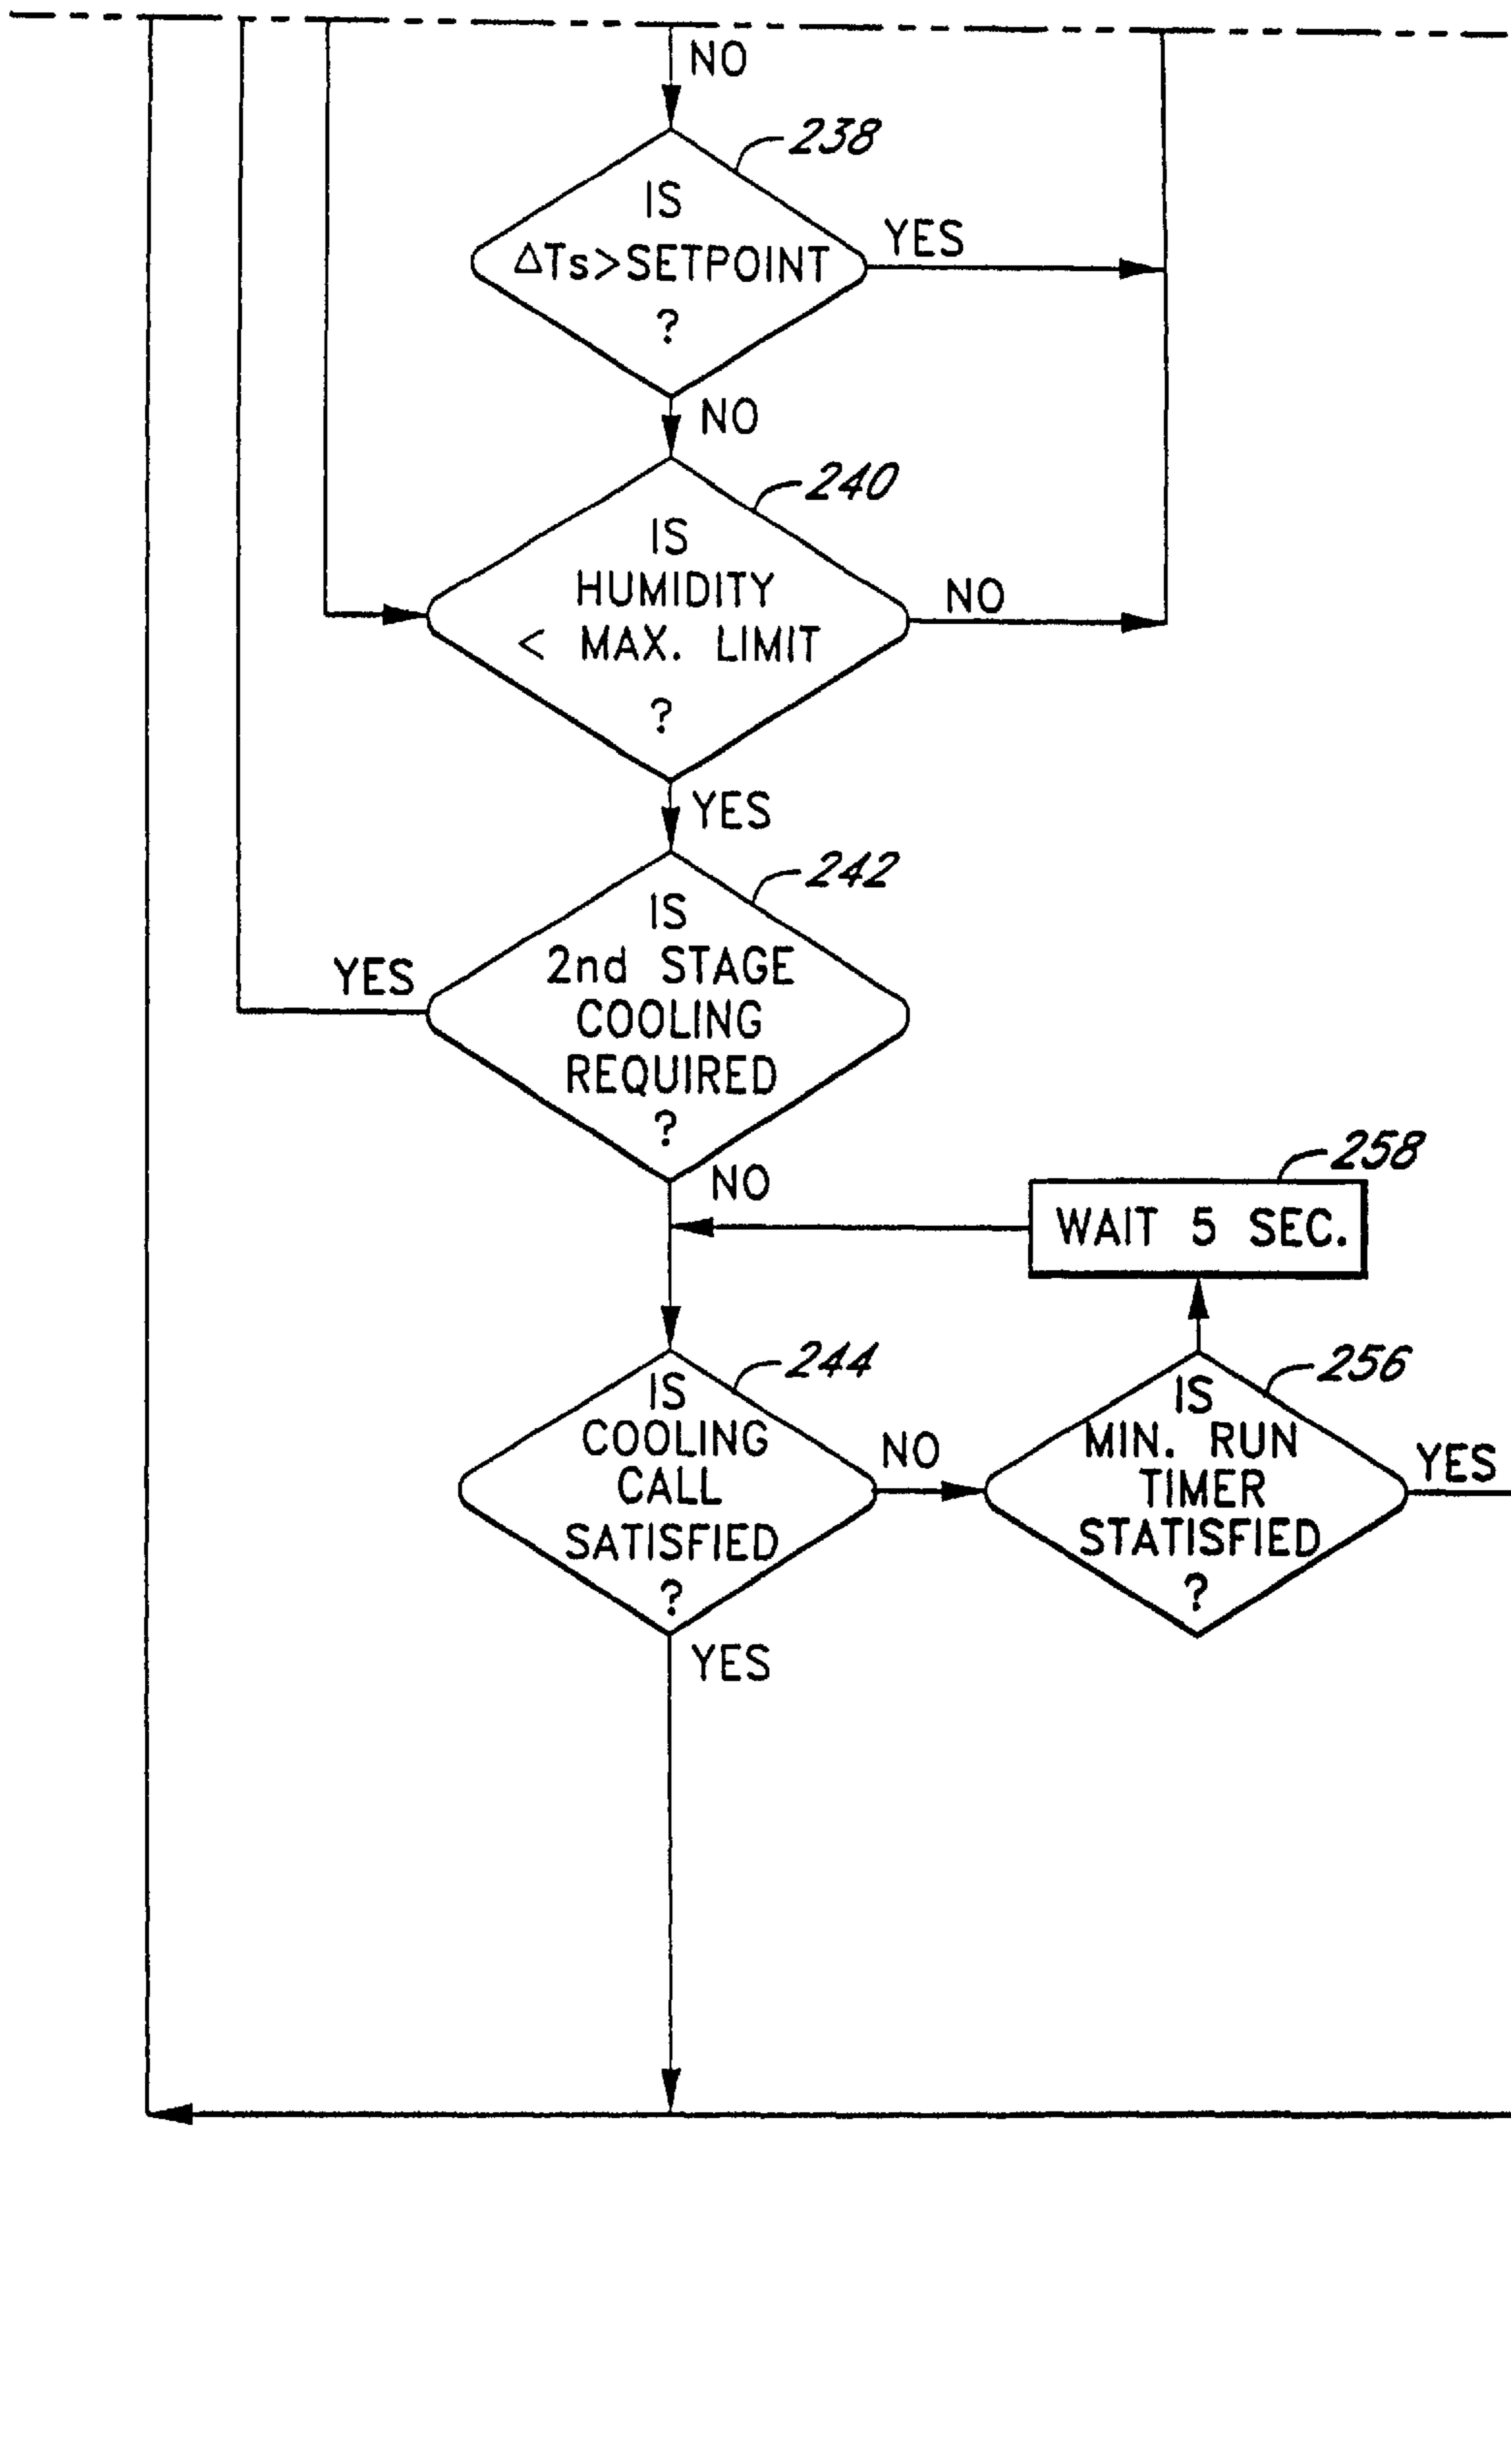 NO
238
IS
ΔTs>SETPOINT
?
YES
NO
240
IS
HUMIDITY
< MAX. LIMIT
?
NO
YES
242
IS
2nd STAGE
COOLING
REQUIRED
?
YES
NO
258
WAIT 5 SEC.
244
IS
COOLING
CALL
SATISFIED
?
NO
256
IS
MIN. RUN
TIMER
STATISFIED
?
YES
YES